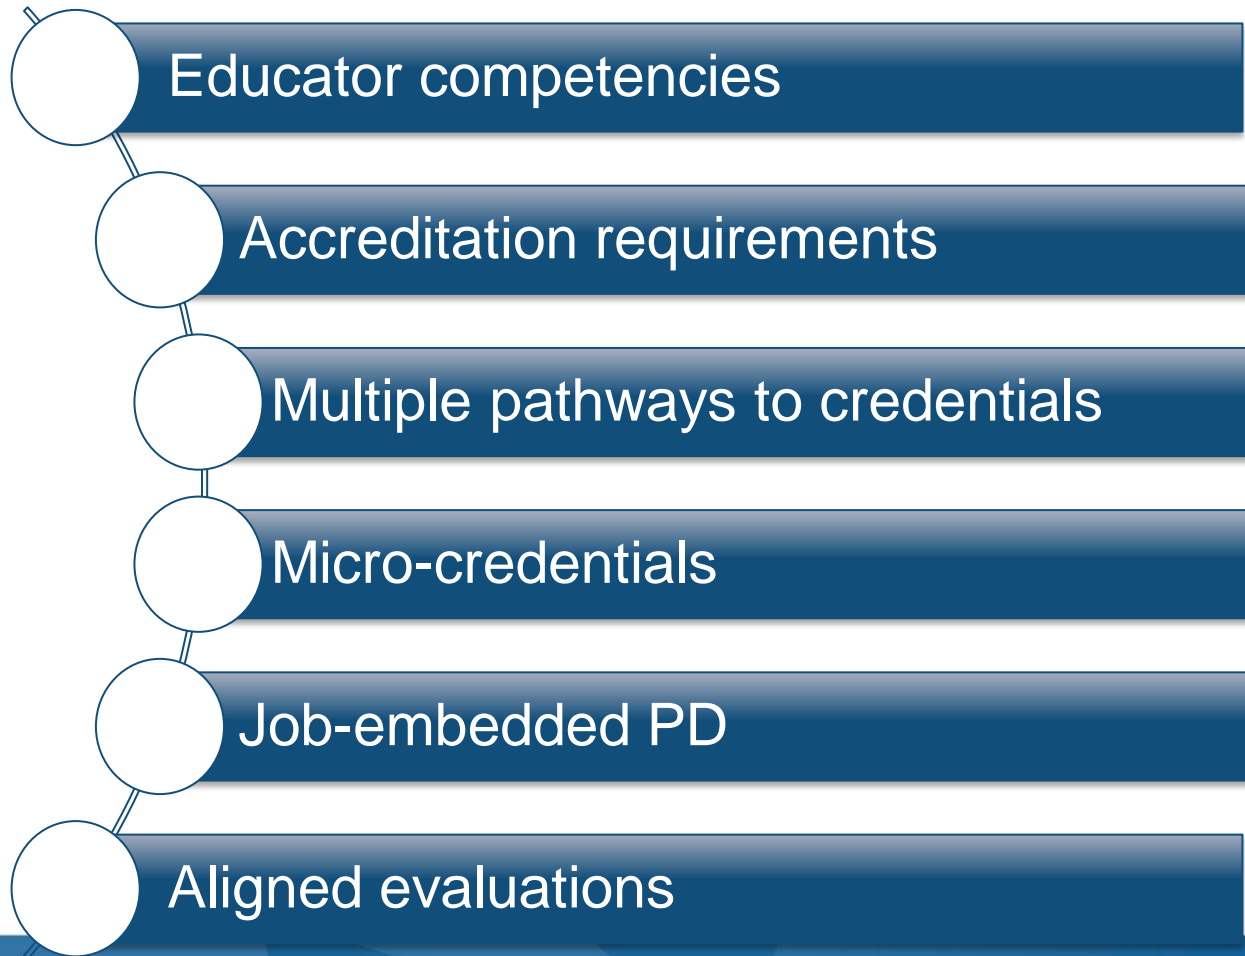 Educator competencies
Accreditation requirements
Multiple pathways to credentials
Micro-credentials
Job-embedded PD
Aligned evaluations